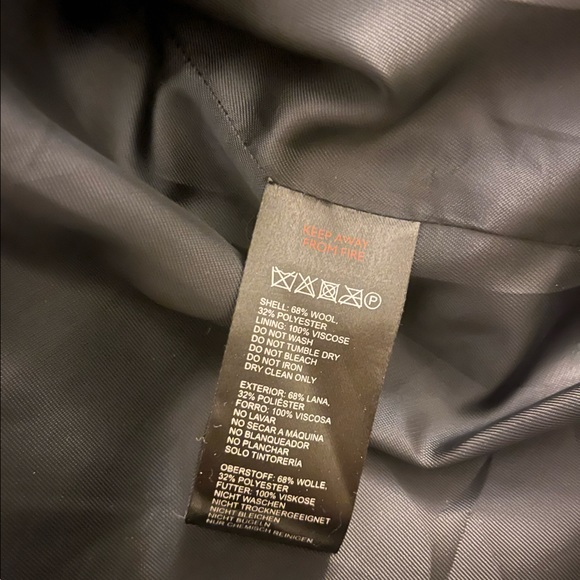 KEEP AWAY
FROM FIRE
P
SHELL: 68% WOOL,
32% POLYESTER
LINING: 100% VISCOSE
DO NOT WASH
DO NOT TUMBLE DRY
DO NOT BLEACH
DO NOT IRON
DRY CLEAN ONLY
EXTERIOR: 68% LANA,
32% POLIÉSTER
FORRO: 100% VISCOSA
NO LAVAR
NO SECAR A MÁQUINA
NO BLANQUEADOR
NO PLANCHAR
SOLO TINTORERÍA
OBERSTOFF: 68% WOLLE,
32% POLYESTER
FUTTER: 100% VISKOSE
NICHT WASCHEN
NICHT TROCKNERGEEIGNET
NICHT BLEICHEN
NICHT BÜGELN
NUR CHEMISCH REINIGEN